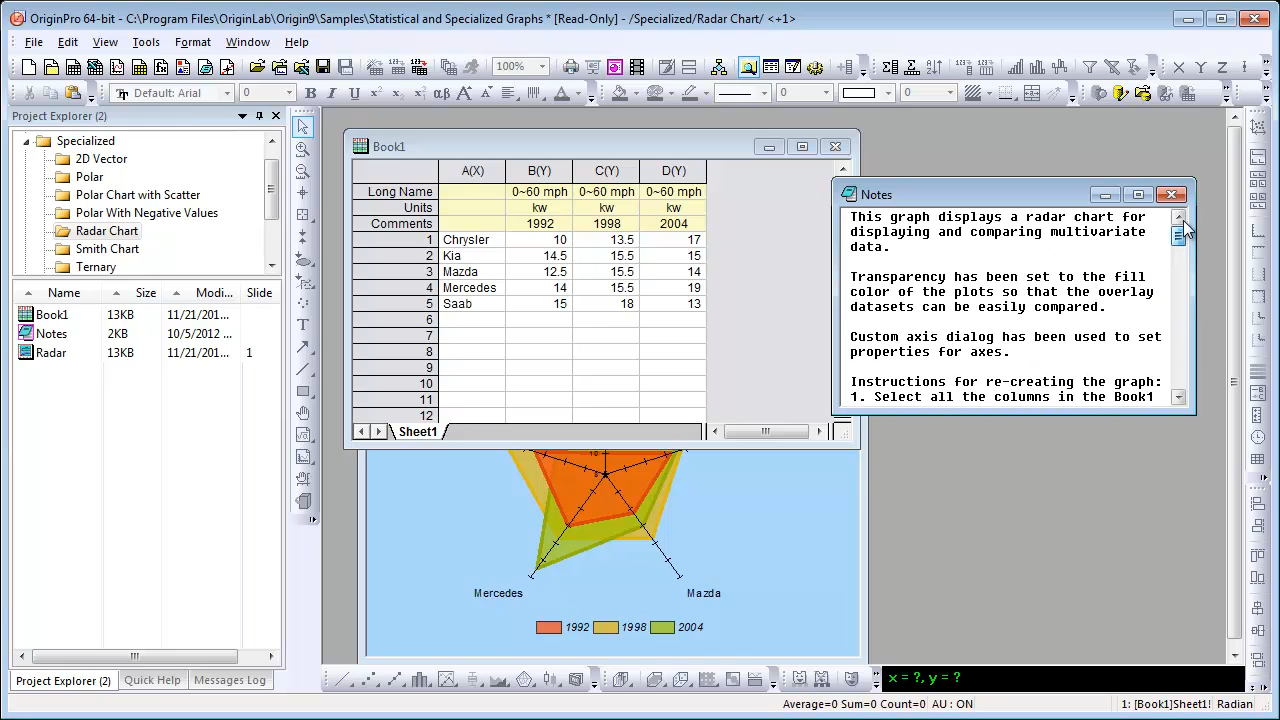 OriginPro 64-bit - C:\Program Files\OriginLab\Origin9\Samples\Statistical and Specialized Graphs * [Read-Only] - /Specialized/Radar Chart/ <+1>
File Edit View Tools Format Window Help
100%
Default: Arial 0 B I U 0 0
Project Explorer (2)
Specialized
2D Vector
Polar
Polar Chart with Scatter
Polar With Negative Values
Radar Chart
Smith Chart
Ternary
Name Size Modi... Slide
Book1 13KB 11/21/201...
Notes 2KB 10/5/2012 ...
Radar 13KB 11/21/201... 1
Project Explorer (2) Quick Help Messages Log
Book1
A(X) B(Y) C(Y) D(Y)
Long Name 0~60 mph 0~60 mph 0~60 mph
Units kw kw kw
Comments 1992 1998 2004
1 Chrysler 10 13.5 17
2 Kia 14.5 15.5 15
3 Mazda 12.5 15.5 14
4 Mercedes 14 15.5 19
5 Saab 15 18 13
6
7
8
9
10
11
12
Sheet1
Notes
This graph displays a radar chart for
displaying and comparing multivariate
data.
Transparency has been set to the fill
color of the plots so that the overlay
datasets can be easily compared.
Custom axis dialog has been used to set
properties for axes.
Instructions for re-creating the graph:
1. Select all the columns in the Book1
10
Mercedes Mazda
1992 1998 2004
x = ?, y = ?
Average=0 Sum=0 Count=0 AU : ON 1: [Book1]Sheet1! Radian